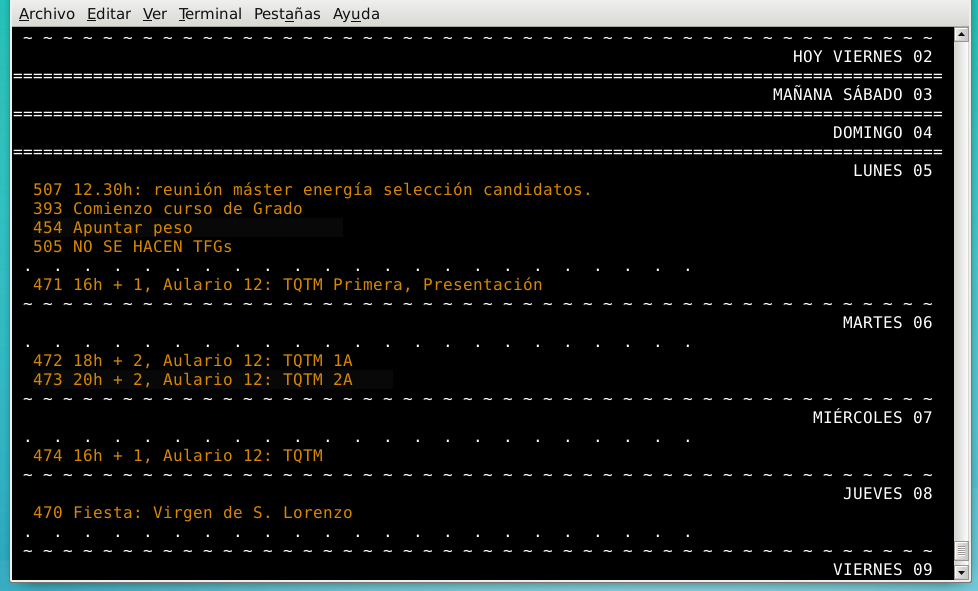 Archivo Editar Ver Terminal Pestañas Ayuda
~ ~ ~ ~ ~ ~ ~ ~ ~ ~ ~ ~ ~ ~ ~ ~ ~ ~ ~ ~ ~ ~ ~ ~ ~ ~ ~ ~ ~ ~ ~ ~ ~ ~ ~ ~ ~ ~ ~ ~ ~ ~ ~ ~ ~ ~
HOY VIERNES 02
=============================================================================================
MAÑANA SÁBADO 03
=============================================================================================
DOMINGO 04
=============================================================================================
LUNES 05
507 12.30h: reunión máster energía selección candidatos.
393 Comienzo curso de Grado
454 Apuntar peso
505 NO SE HACEN TFGs
. . . . . . . . . . . . . . . . . . . . . . .
471 16h + 1, Aulario 12: TQTM Primera, Presentación
~ ~ ~ ~ ~ ~ ~ ~ ~ ~ ~ ~ ~ ~ ~ ~ ~ ~ ~ ~ ~ ~ ~ ~ ~ ~ ~ ~ ~ ~ ~ ~ ~ ~ ~ ~ ~ ~ ~ ~ ~ ~ ~ ~ ~ ~
MARTES 06
. . . . . . . . . . . . . . . . . . . . . . .
472 18h + 2, Aulario 12: TQTM 1A
473 20h + 2, Aulario 12: TQTM 2A
~ ~ ~ ~ ~ ~ ~ ~ ~ ~ ~ ~ ~ ~ ~ ~ ~ ~ ~ ~ ~ ~ ~ ~ ~ ~ ~ ~ ~ ~ ~ ~ ~ ~ ~ ~ ~ ~ ~ ~ ~ ~ ~ ~ ~ ~
MIÉRCOLES 07
. . . . . . . . . . . . . . . . . . . . . . .
474 16h + 1, Aulario 12: TQTM
~ ~ ~ ~ ~ ~ ~ ~ ~ ~ ~ ~ ~ ~ ~ ~ ~ ~ ~ ~ ~ ~ ~ ~ ~ ~ ~ ~ ~ ~ ~ ~ ~ ~ ~ ~ ~ ~ ~ ~ ~ ~ ~ ~ ~ ~
JUEVES 08
470 Fiesta: Virgen de S. Lorenzo
. . . . . . . . . . . . . . . . . . . . . . .
~ ~ ~ ~ ~ ~ ~ ~ ~ ~ ~ ~ ~ ~ ~ ~ ~ ~ ~ ~ ~ ~ ~ ~ ~ ~ ~ ~ ~ ~ ~ ~ ~ ~ ~ ~ ~ ~ ~ ~ ~ ~ ~ ~ ~ ~
VIERNES 09